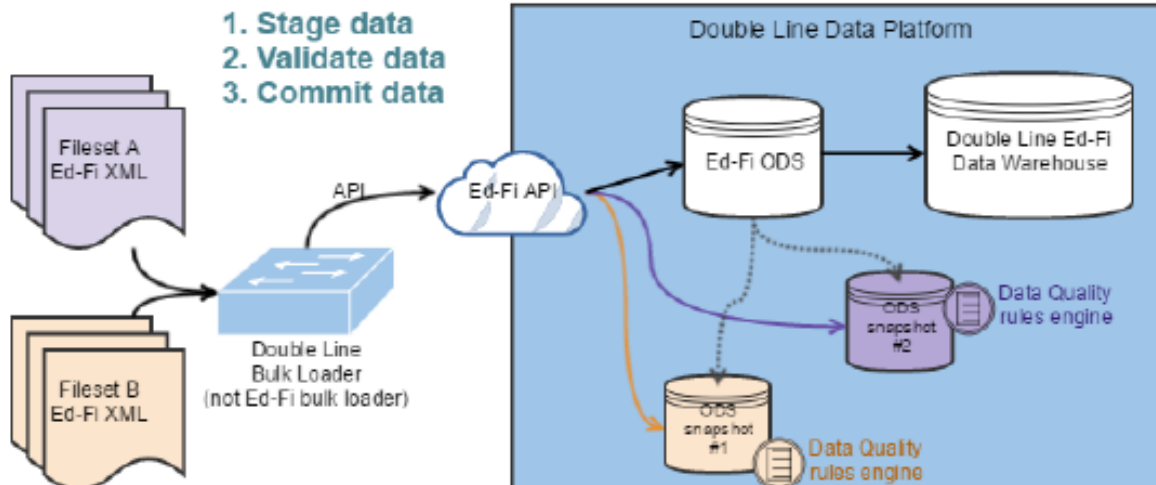 1. Stage data
2. Validate data
3. Commit data
Double Line Data Platform
Fileset A
Ed-Fi XML
API
Ed-Fi API
Ed-Fi ODS
Double Line Ed-Fi
Data Warehouse
Fileset B
Ed-Fi XML
Double Line
Bulk Loader
(not Ed-Fi bulk loader)
ODS
snapshot
#2
Data Quality
rules engine
ODS
snapshot
#1
Data Quality
rules engine